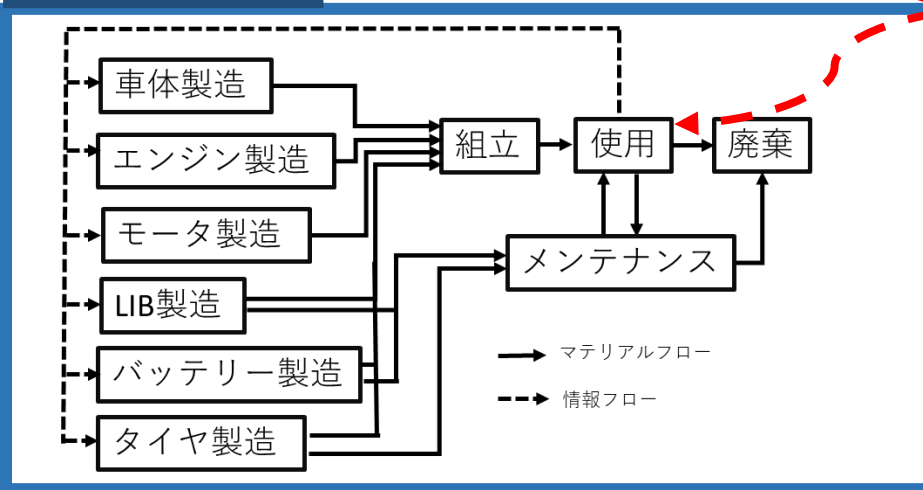 車体製造
エンジン製造
モータ製造
LIB製造
バッテリー製造
タイヤ製造
組立
使用
廃棄
メンテナンス
マテリアルフロー
情報フロー